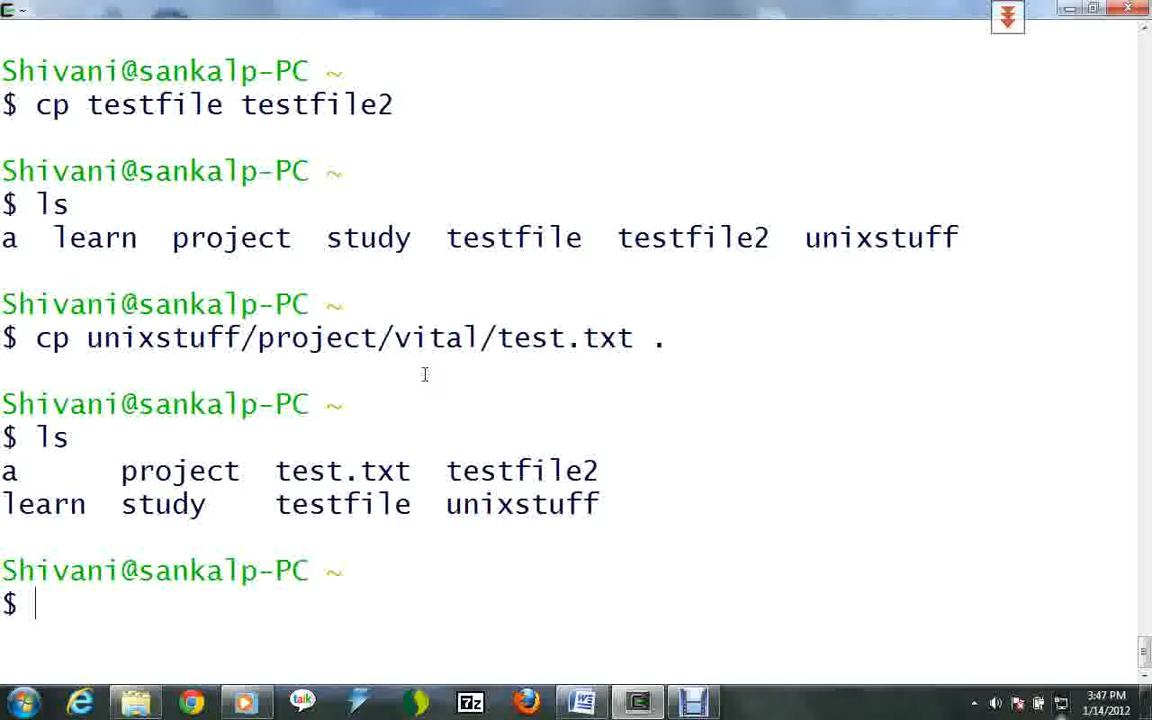 ~
Shivani@sankalp-PC ~
$ cp testfile testfile2
Shivani@sankalp-PC ~
$ ls
a learn project study testfile testfile2 unixstuff
Shivani@sankalp-PC ~
$ cp unixstuff/project/vital/test.txt .
Shivani@sankalp-PC ~
$ ls
a project test.txt testfile2
learn study testfile unixstuff
Shivani@sankalp-PC ~
$
talk
7z
3:47 PM
1/14/2012